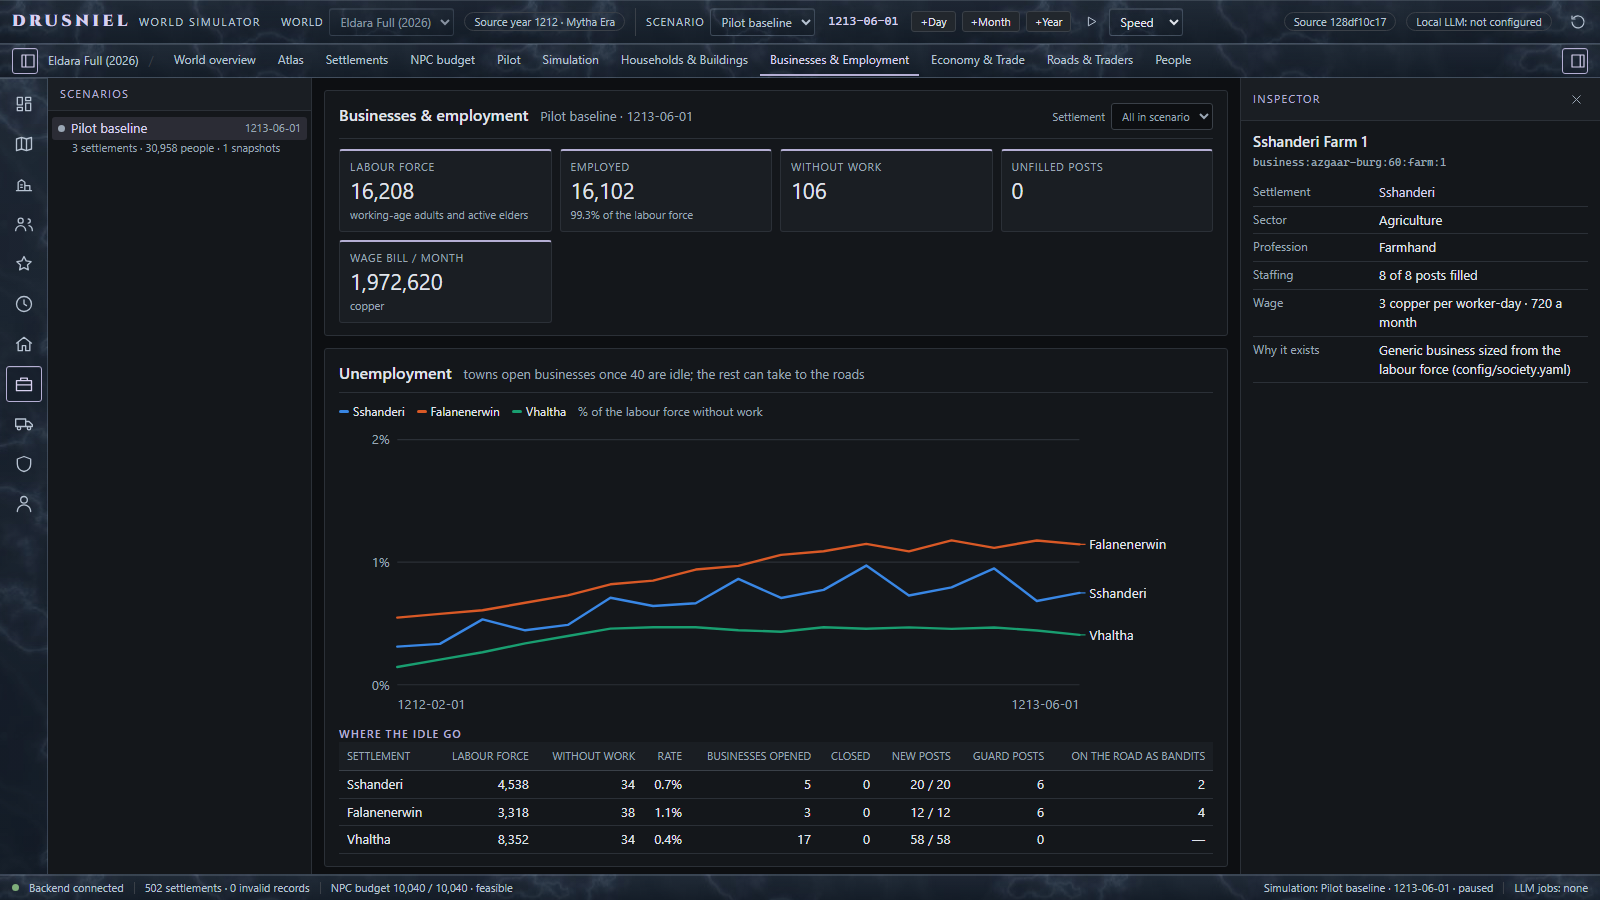 DRUSNIEL WORLD SIMULATOR WORLD Eldara Full (2026) Source year 1212 · Mytha Era SCENARIO Pilot baseline 1213-06-01 +Day +Month +Year Speed Source 128df10c17 Local LLM: not configured
Eldara Full (2026) / World overview Atlas Settlements NPC budget Pilot Simulation Households & Buildings Businesses & Employment Economy & Trade Roads & Traders People
SCENARIOS
Pilot baseline 1213-06-01
3 settlements · 30,958 people · 1 snapshots
Businesses & employment Pilot baseline · 1213-06-01 Settlement All in scenario
LABOUR FORCE
16,208
working-age adults and active elders
EMPLOYED
16,102
99.3% of the labour force
WITHOUT WORK
106
UNFILLED POSTS
0
WAGE BILL / MONTH
1,972,620
copper
Unemployment towns open businesses once 40 are idle; the rest can take to the roads
Sshanderi Falanenerwin Vhaltha % of the labour force without work
2%
1%
0%
Falanenerwin
Sshanderi
Vhaltha
1212-02-01 1213-06-01
WHERE THE IDLE GO
SETTLEMENT LABOUR FORCE WITHOUT WORK RATE BUSINESSES OPENED CLOSED NEW POSTS GUARD POSTS ON THE ROAD AS BANDITS
Sshanderi 4,538 34 0.7% 5 0 20 / 20 6 2
Falanenerwin 3,318 38 1.1% 3 0 12 / 12 6 4
Vhaltha 8,352 34 0.4% 17 0 58 / 58 0 —
INSPECTOR
Sshanderi Farm 1
business:azgaar-burg:60:farm:1
Settlement Sshanderi
Sector Agriculture
Profession Farmhand
Staffing 8 of 8 posts filled
Wage 3 copper per worker-day · 720 a
month
Why it exists Generic business sized from the
labour force (config/society.yaml)
Backend connected 502 settlements · 0 invalid records NPC budget 10,040 / 10,040 · feasible Simulation: Pilot baseline · 1213-06-01 · paused LLM jobs: none